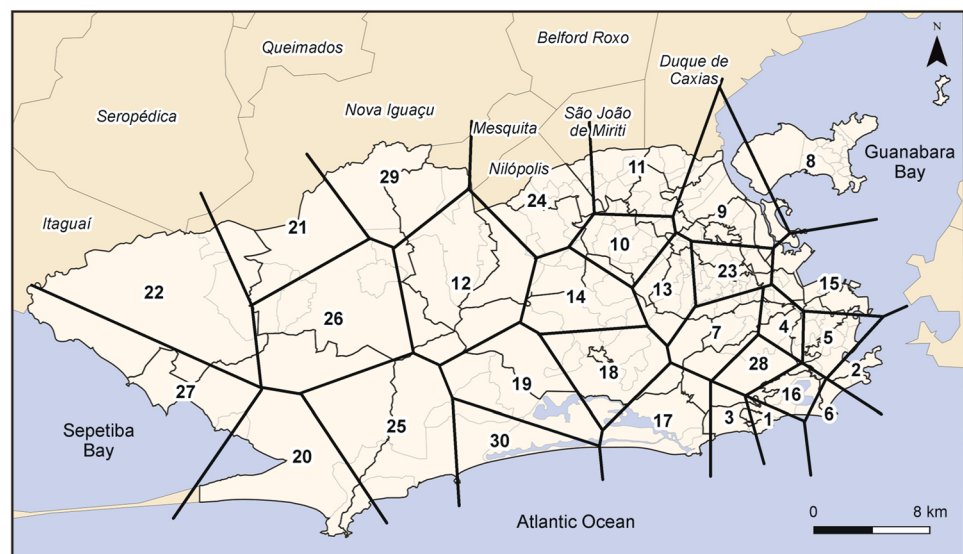 N
Belford Roxo
Queimados
Duque de
Caxias
Seropédica
Nova Iguaçu
Mesquita
São João
de Miriti
Nilópolis
Guanabara
Bay
Itaguaí
8
11
29
24
9
21
10
23
12
13
15
22
14
26
7
4
5
28
2
18
19
16
27
17
3
1
6
25
30
20
Sepetiba
Bay
Atlantic Ocean
0
8 km